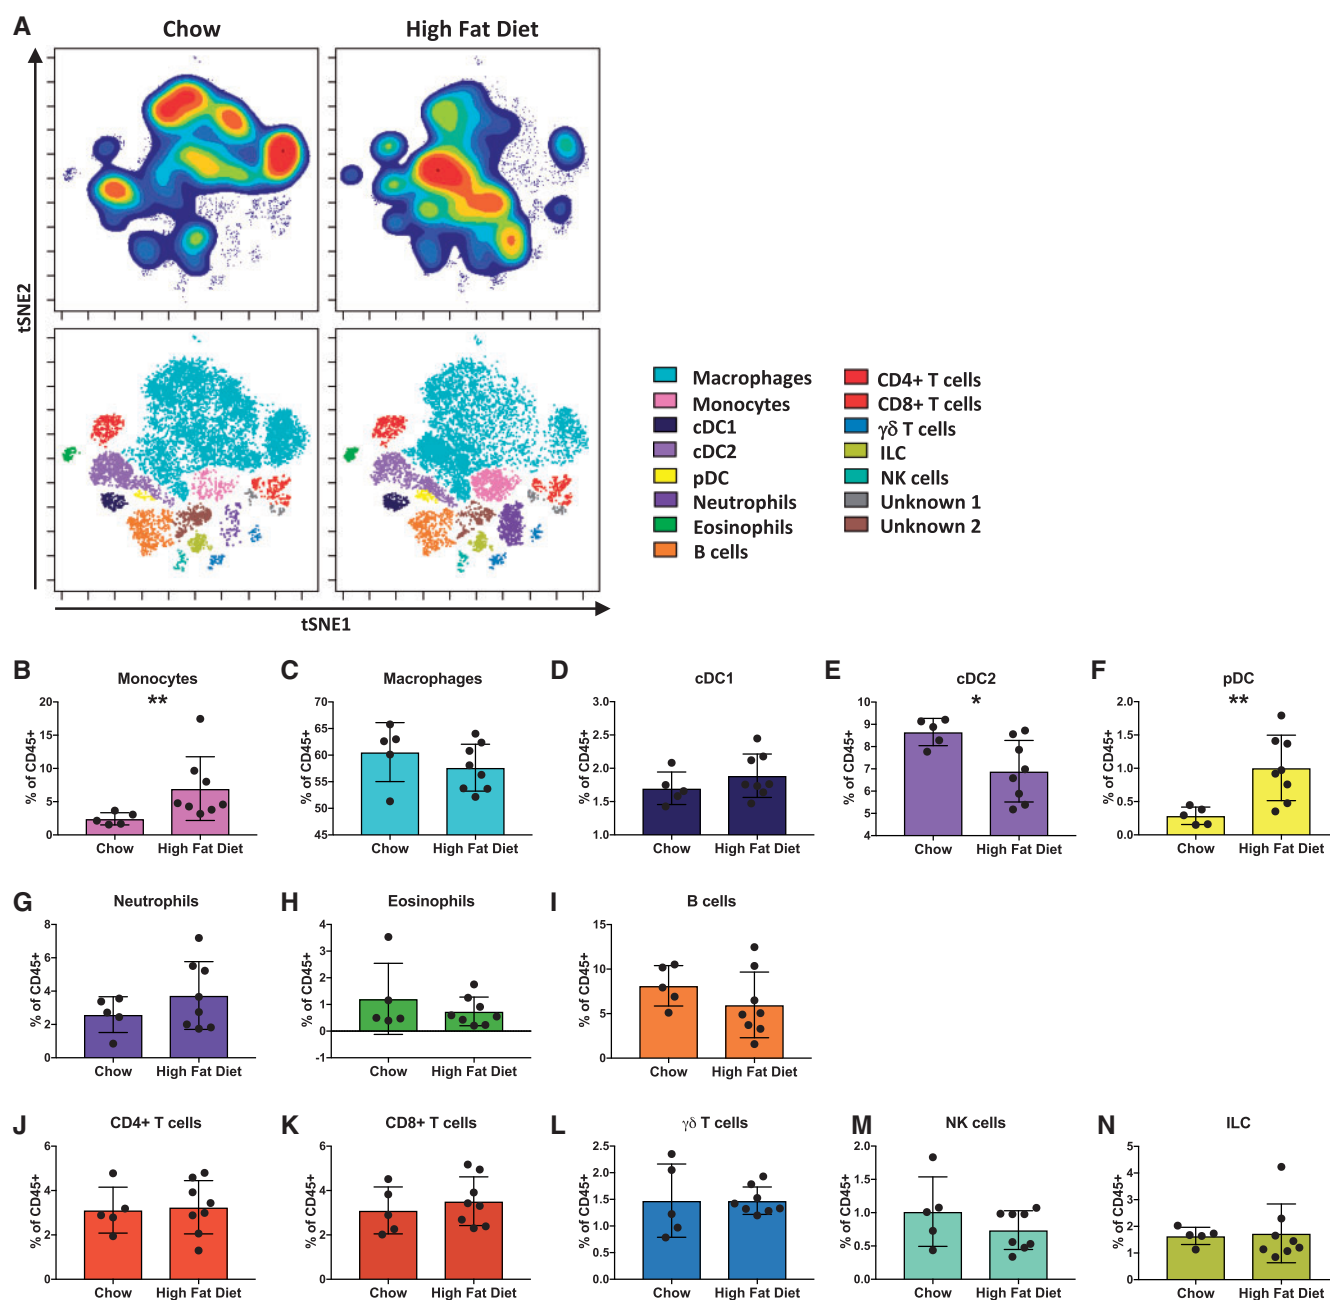 A
Chow
High Fat Diet
tSNE2
tSNE1
Macrophages
Monocytes
cDC1
cDC2
pDC
Neutrophils
Eosinophils
B cells
CD4+ T cells
CD8+ T cells
γδ T cells
ILC
NK cells
Unknown 1
Unknown 2
B
Monocytes
**
% of CD45+
20
15
10
5
0
Chow
High Fat Diet
C
Macrophages
% of CD45+
70
65
60
55
50
45
Chow
High Fat Diet
D
cDC1
% of CD45+
3.0
2.5
2.0
1.5
1.0
Chow
High Fat Diet
E
cDC2
*
% of CD45+
10
9
8
7
6
5
4
Chow
High Fat Diet
F
pDC
**
% of CD45+
2.0
1.5
1.0
0.5
0.0
Chow
High Fat Diet
G
Neutrophils
% of CD45+
8
6
4
2
0
Chow
High Fat Diet
H
Eosinophils
% of CD45+
4
3
2
1
0
-1
Chow
High Fat Diet
I
B cells
% of CD45+
15
10
5
0
Chow
High Fat Diet
J
CD4+ T cells
% of CD45+
6
4
2
0
Chow
High Fat Diet
K
CD8+ T cells
% of CD45+
6
4
2
0
Chow
High Fat Diet
L
γδ T cells
% of CD45+
2.5
2.0
1.5
1.0
0.5
0.0
Chow
High Fat Diet
M
NK cells
% of CD45+
2.0
1.5
1.0
0.5
0.0
Chow
High Fat Diet
N
ILC
% of CD45+
5
4
3
2
1
0
Chow
High Fat Diet